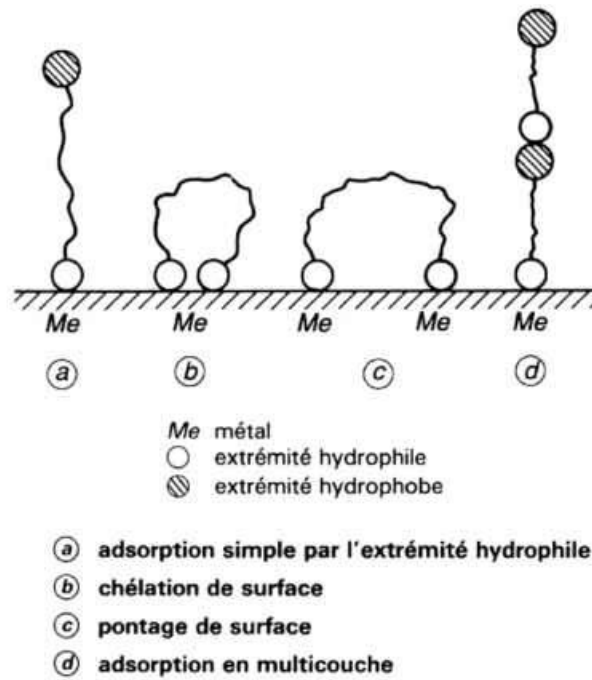 Me Me Me Me Me
a b c d
Me métal
extrémité hydrophile
extrémité hydrophobe
a adsorption simple par l'extrémité hydrophile
b chélation de surface
c pontage de surface
d adsorption en multicouche